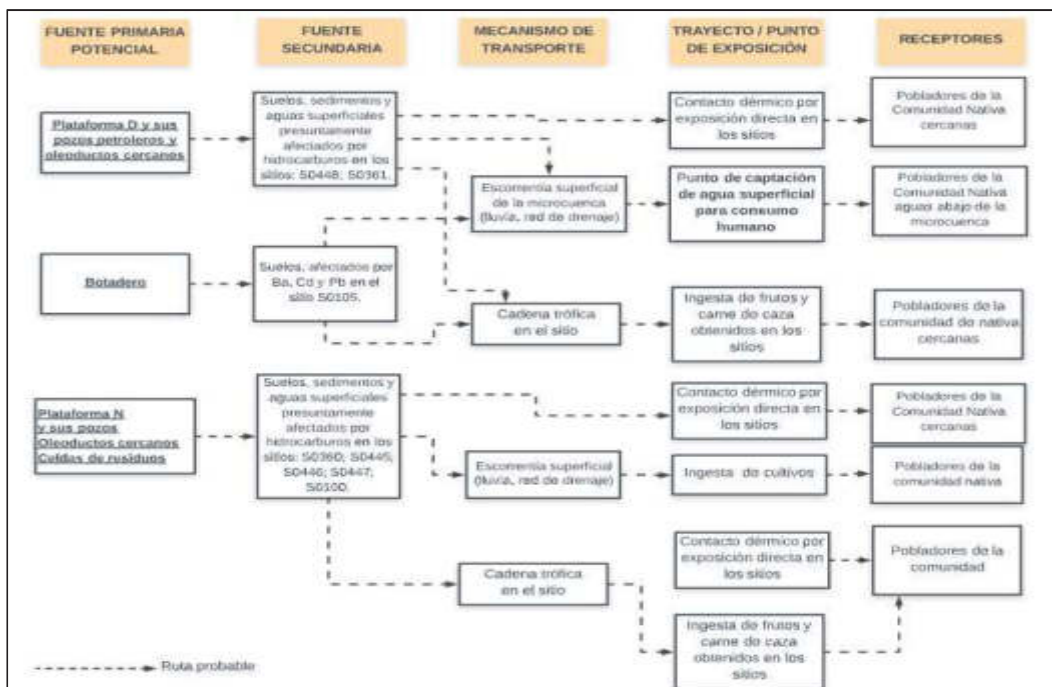 FUENTE PRIMARIA
POTENCIAL
FUENTE
SECUNDARIA
MECANISMO DE
TRANSPORTE
TRAYECTO / PUNTO
DE EXPOSICIÓN
RECEPTORES
Plataforma D y sus
pozos petroleros y
oleoductos cercanos
Suelos, sedimentos y
aguas superficiales
presuntamente
afectados por
hidrocarburos en los
sitios: S0448; S0361.
Contacto dérmico por
exposición directa en
los sitios
Pobladores de la
Comunidad Nativa
cercanas
Escorrentía superficial
de la microcuenca
(lluvia, red de drenaje)
Punto de captación
de agua superficial
para consumo
humano
Pobladores de la
Comunidad Nativa
aguas abajo de la
microcuenca
Botadero
Suelos, afectados por
Ba, Cd y Pb en el
sitio S0105.
Cadena trófica
en el sitio
Ingesta de frutos y
carne de caza
obtenidos en los
sitios
Pobladores de la
comunidad de nativa
cercanas
Plataforma N
y sus pozos
Oleoductos cercanos
Celdas de residuos
Suelos, sedimentos y
aguas superficiales
presuntamente
afectados por
hidrocarburos en los
sitios: S0360; S0445;
S0446; S0447;
S0100.
Contacto dérmico por
exposición directa en
los sitios
Pobladores de la
Comunidad Nativa
cercanas
Escorrentía superficial
(lluvia, red de drenaje)
Ingesta de cultivos
Pobladores de la
comunidad nativa
Contacto dérmico por
exposición directa en
los sitios
Pobladores de la
comunidad
Cadena trófica
en el sitio
Ingesta de frutos y
carne de caza
obtenidos en los
sitios
Ruta probable